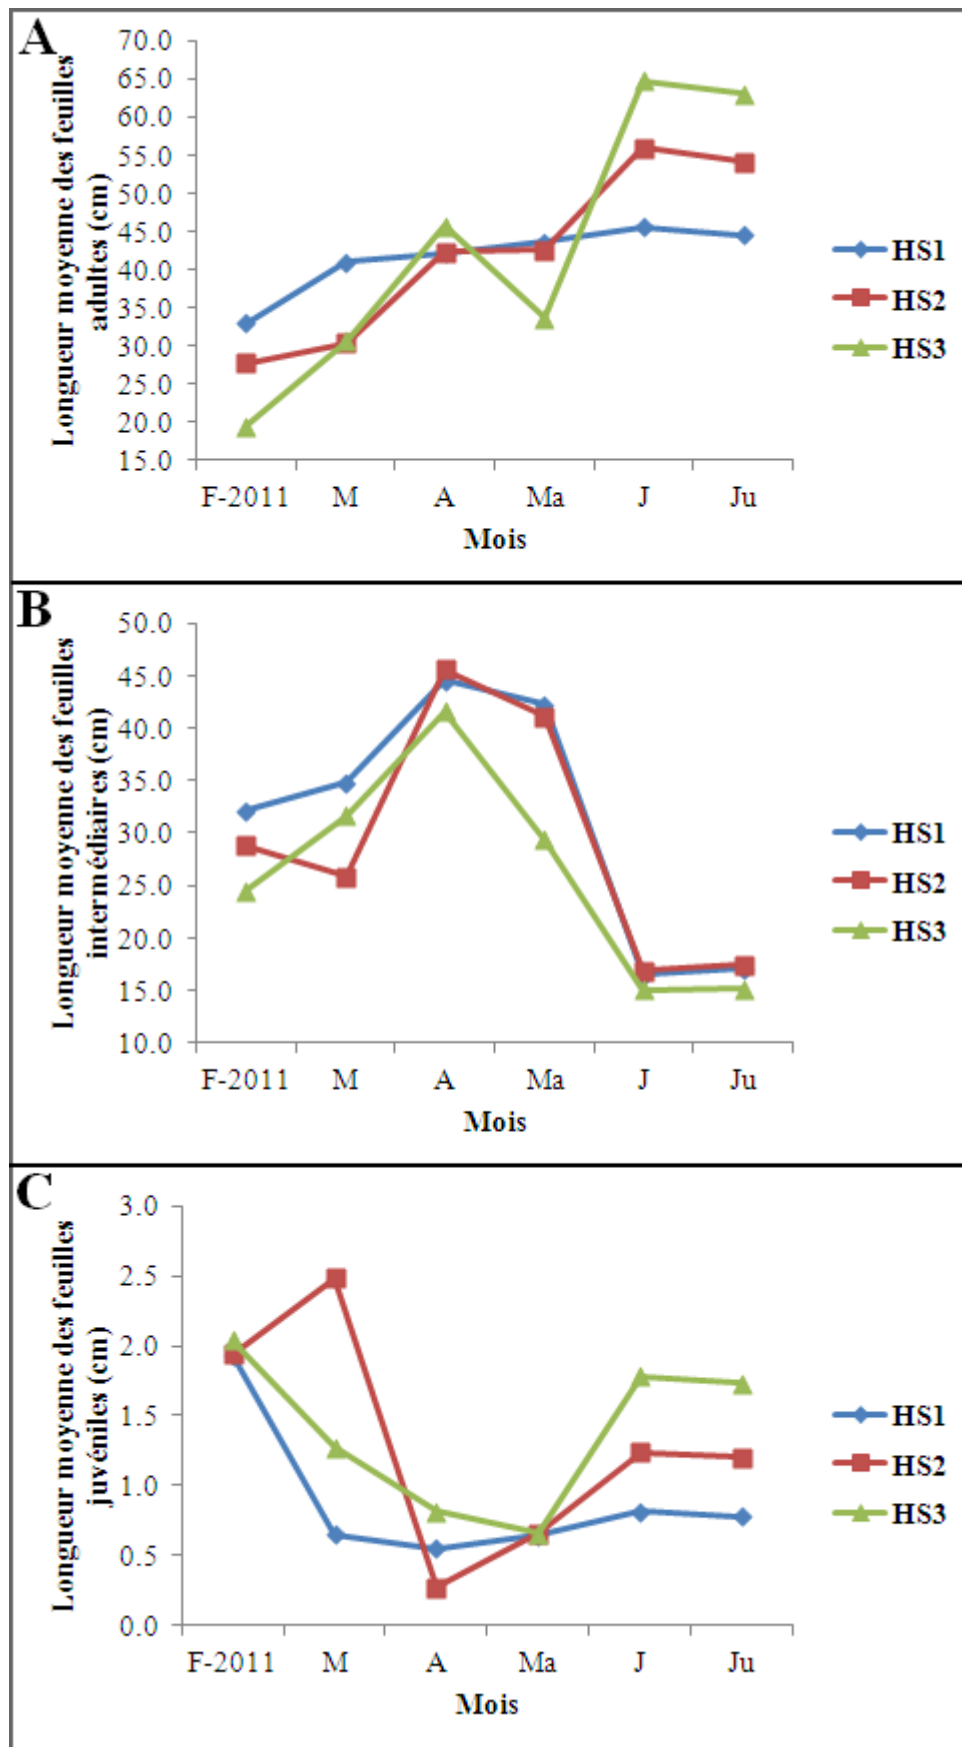 A
Longueur moyenne des feuilles
adultes (cm)
70.0
65.0
60.0
55.0
50.0
45.0
40.0
35.0
30.0
25.0
20.0
15.0
F-2011 M A Ma J Ju
Mois
HS1
HS2
HS3
B
Longueur moyenne des feuilles
intermédiaires (cm)
50.0
45.0
40.0
35.0
30.0
25.0
20.0
15.0
10.0
F-2011 M A Ma J Ju
Mois
HS1
HS2
HS3
C
Longueur moyenne des feuilles
juvéniles (cm)
3.0
2.5
2.0
1.5
1.0
0.5
0.0
F-2011 M A Ma J Ju
Mois
HS1
HS2
HS3